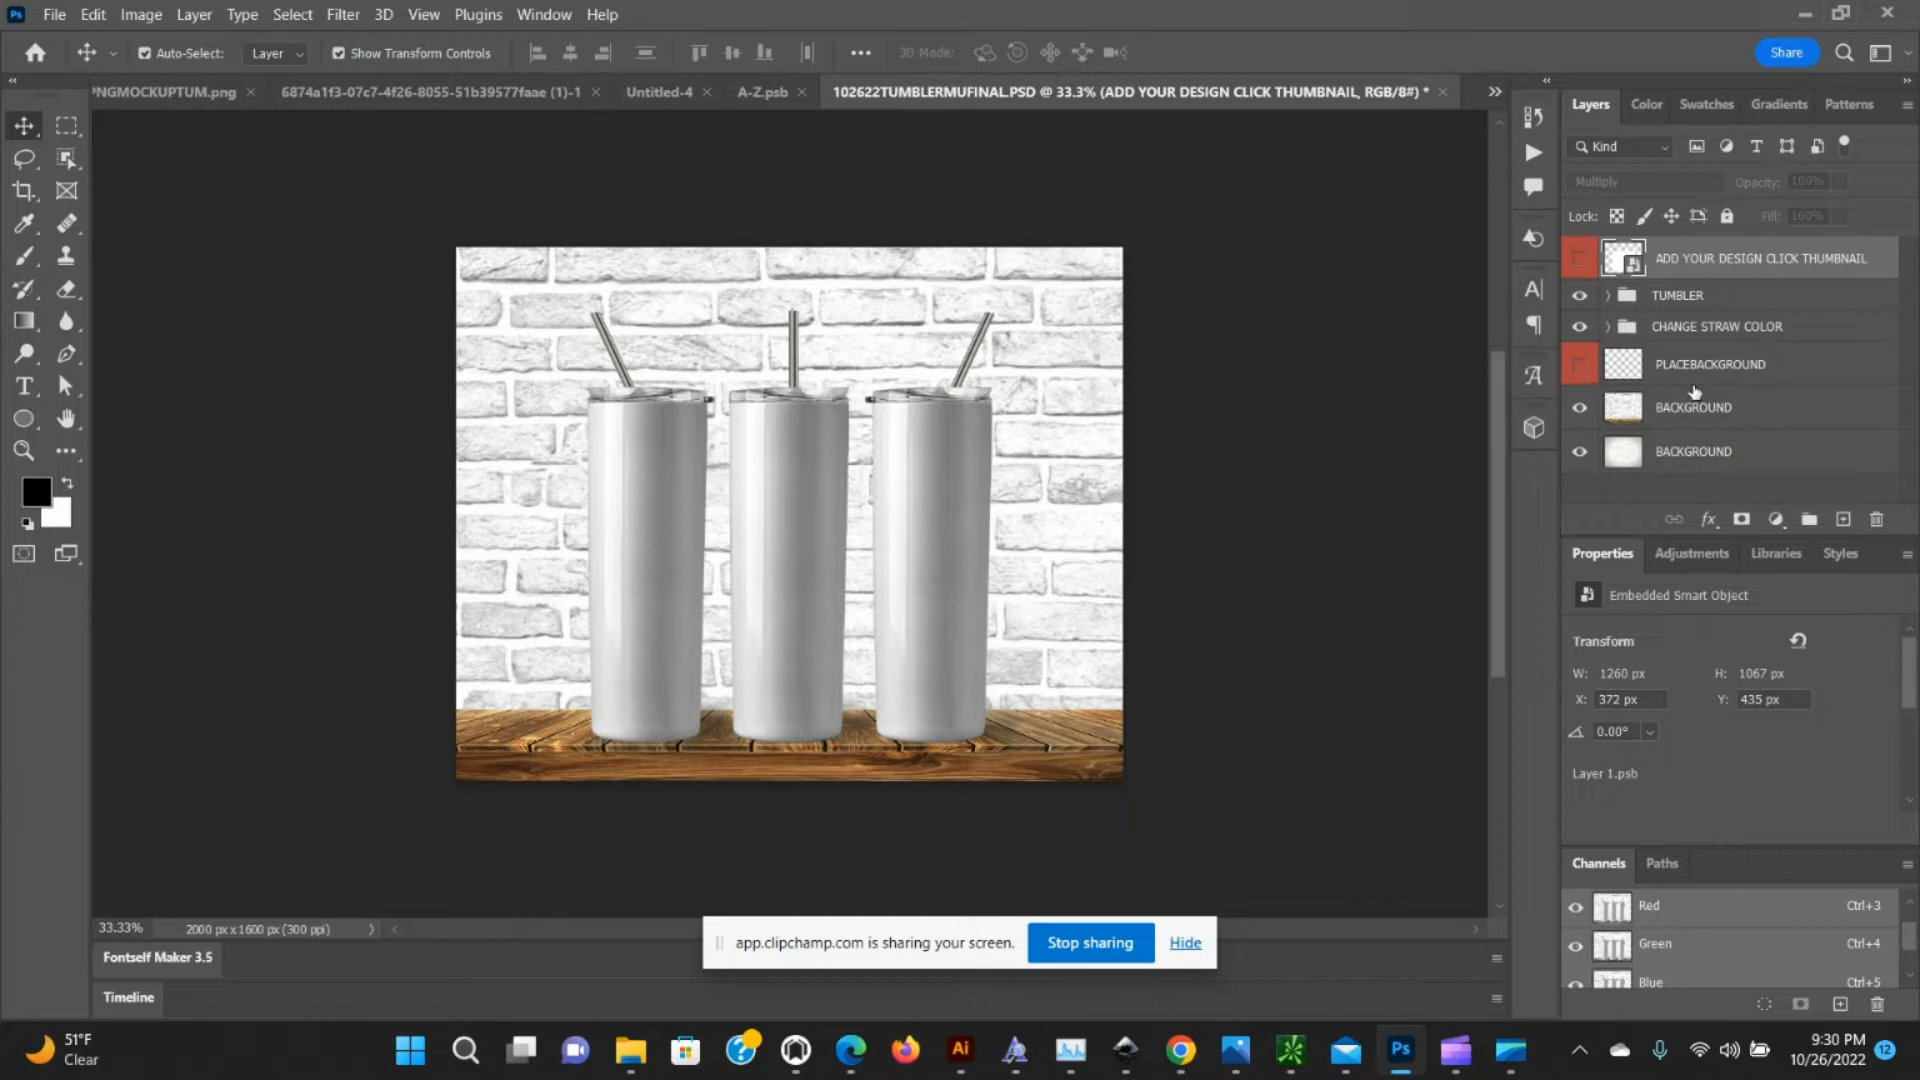 Ps File Edit Image Layer Type Select Filter 3D View Plugins Window Help
Auto-Select: Layer Show Transform Controls 3D Mode: Share
PNGMOCKUPTUM.png × 6874a1f3-07c7-4f26-8055-51b39577faae (1)-1 × Untitled-4 × A-Z.psb × 102622TUMBLERMUFINAL.PSD @ 33.3% (ADD YOUR DESIGN CLICK THUMBNAIL, RGB/8#) * ×
Layers Color Swatches Gradients Patterns
Kind
Multiply Opacity: 100%
Lock: Fill: 100%
ADD YOUR DESIGN CLICK THUMBNAIL
TUMBLER
CHANGE STRAW COLOR
PLACEBACKGROUND
BACKGROUND
BACKGROUND
fx
Properties Adjustments Libraries Styles
Embedded Smart Object
Transform
W: 1260 px H: 1067 px
X: 372 px Y: 435 px
0.00°
Layer 1.psb
Channels Paths
Red Ctrl+3
Green Ctrl+4
Blue Ctrl+5
33.33% 2000 px x 1600 px (300 ppi)
app.clipchamp.com is sharing your screen. Stop sharing Hide
Fontself Maker 3.5
Timeline
51°F
Clear
Ai
Ps
9:30 PM
10/26/2022
12